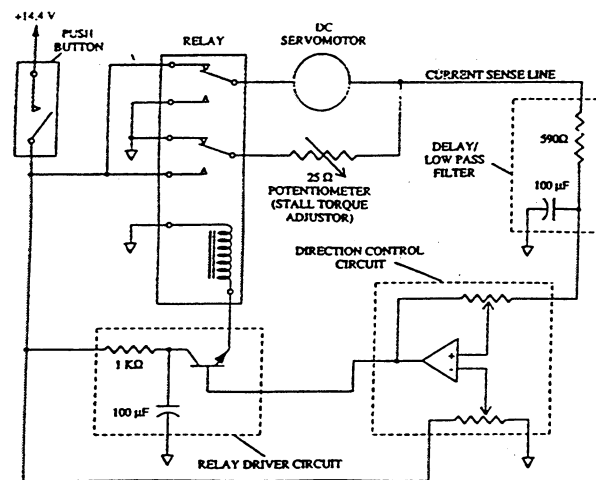 +14.4 V
PUSH
BUTTON
RELAY
DC
SERVOMOTOR
CURRENT SENSE LINE
590Ω
DELAY/
LOW PASS
FILTER
100 µF
25 Ω
POTENTIOMETER
(STALL TORQUE
ADJUSTOR)
DIRECTION CONTROL
CIRCUIT
+
-
1 KΩ
100 µF
RELAY DRIVER CIRCUIT